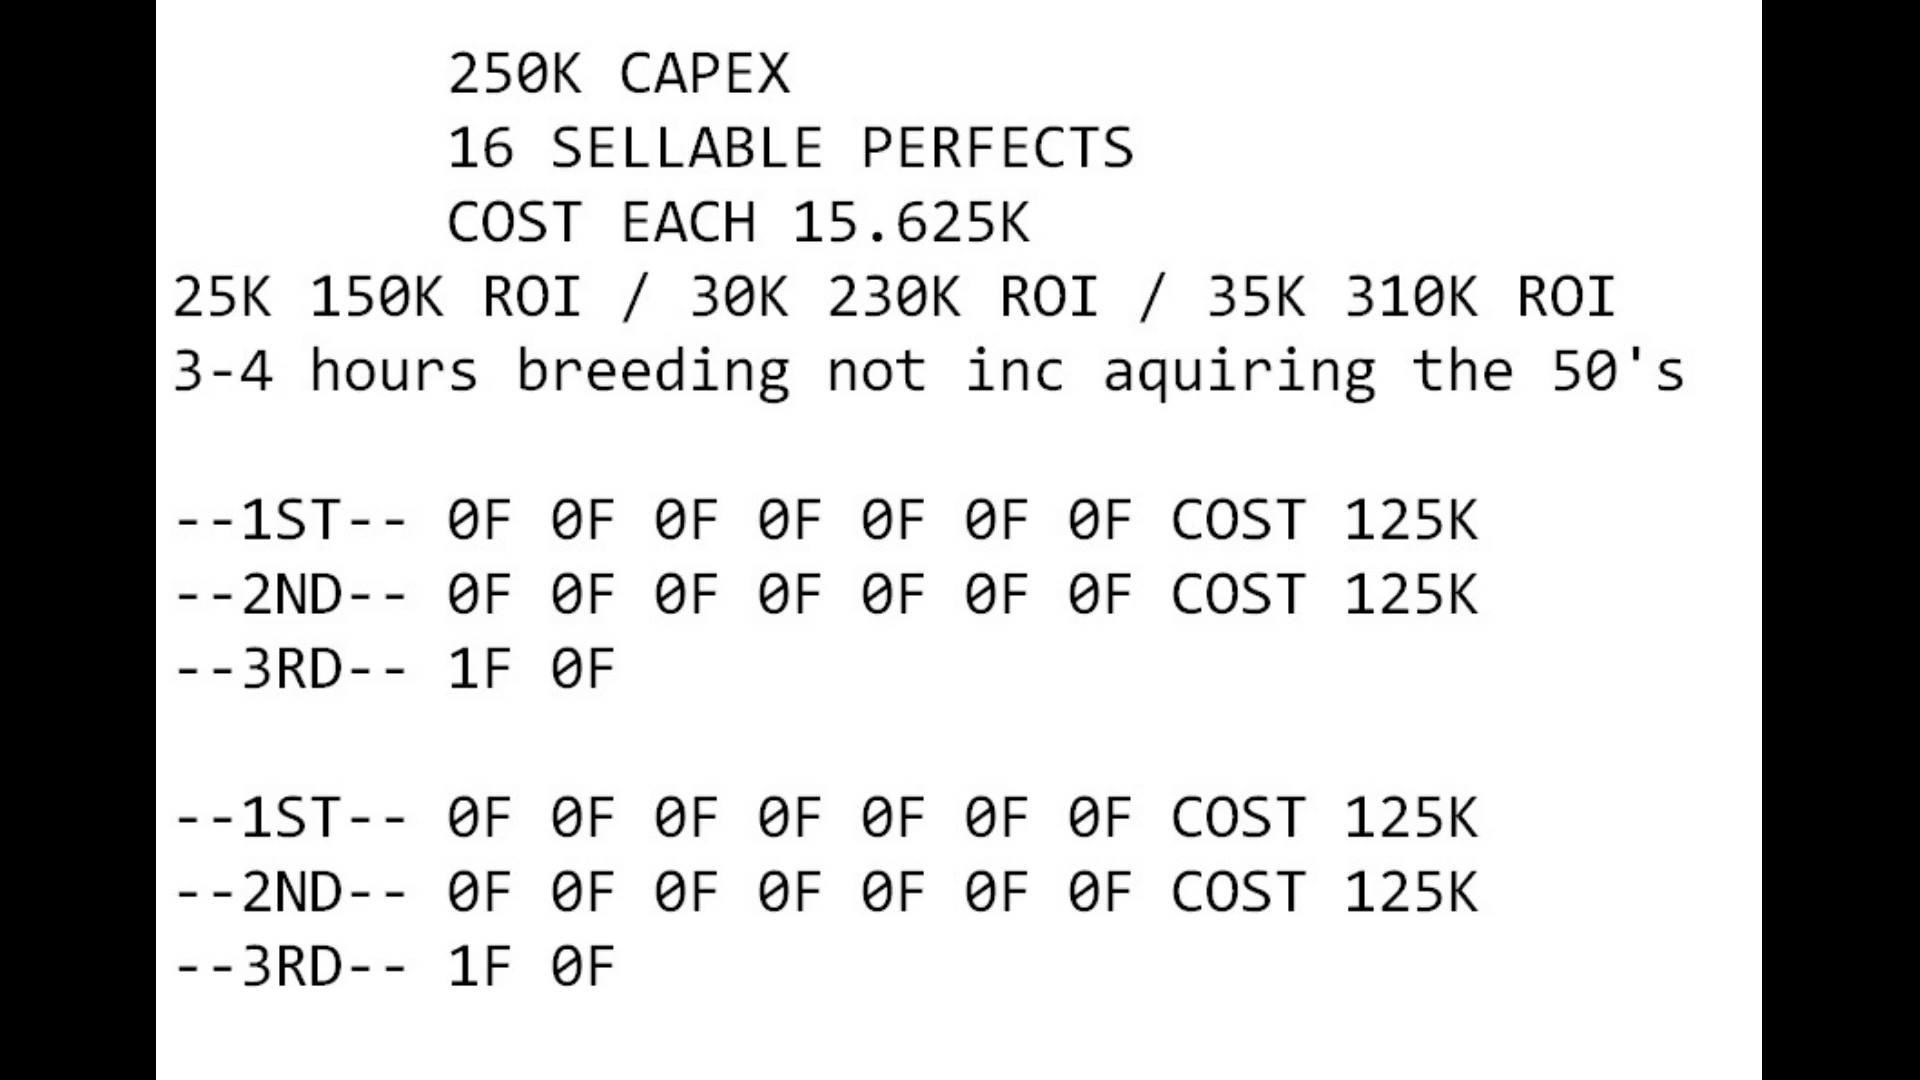 250K CAPEX
16 SELLABLE PERFECTS
COST EACH 15.625K
25K 150K ROI / 30K 230K ROI / 35K 310K ROI
3-4 hours breeding not inc aquiring the 50's
--1ST-- 0F 0F 0F 0F 0F 0F 0F COST 125K
--2ND-- 0F 0F 0F 0F 0F 0F 0F COST 125K
--3RD-- 1F 0F
--1ST-- 0F 0F 0F 0F 0F 0F 0F COST 125K
--2ND-- 0F 0F 0F 0F 0F 0F 0F COST 125K
--3RD-- 1F 0F